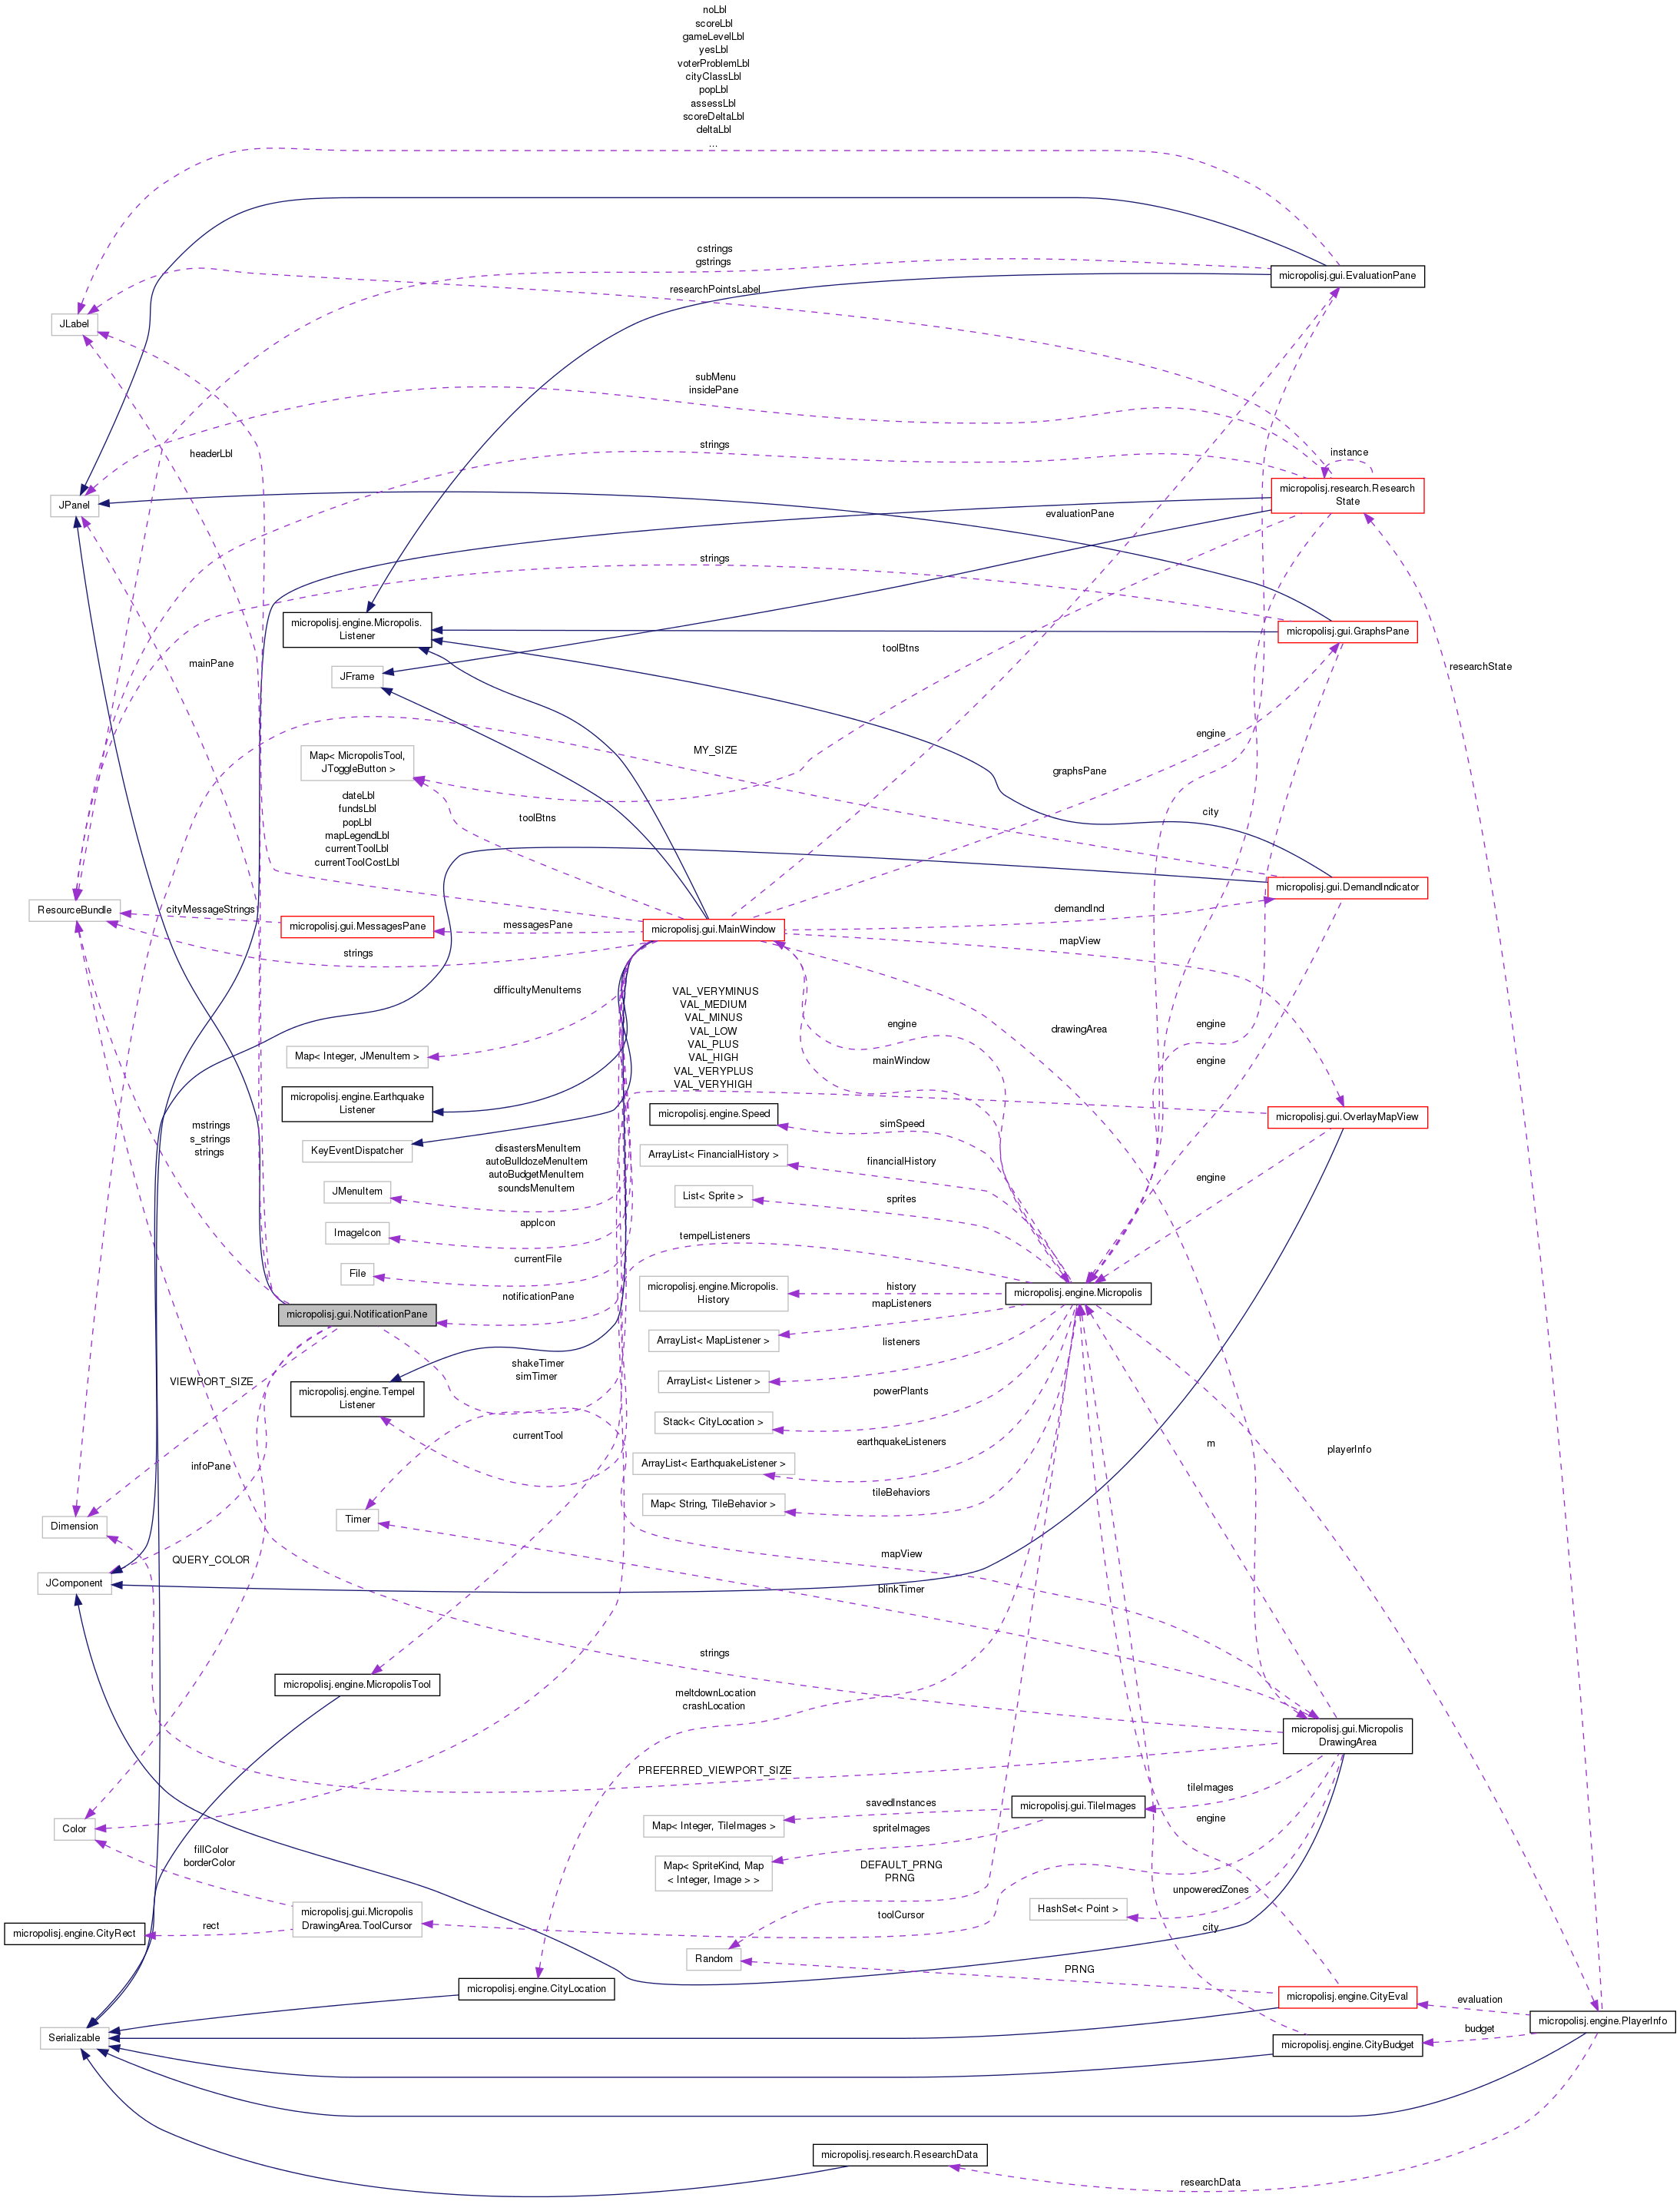 noLbl
scoreLbl
gameLevelLbl
yesLbl
voterProblemLbl
cityClassLbl
popLbl
assessLbl
scoreDeltaLbl
deltaLbl
...
cstrings
gstrings
micropolisj.gui.EvaluationPane
researchPointsLabel
JLabel
subMenu
insidePane
strings
headerLbl
instance
micropolisj.research.Research
State
JPanel
evaluationPane
strings
micropolisj.engine.Micropolis.
Listener
micropolisj.gui.GraphsPane
toolBtns
mainPane
researchState
JFrame
engine
MY_SIZE
Map< MicropolisTool,
JToggleButton >
graphsPane
dateLbl
fundsLbl
popLbl
mapLegendLbl
currentToolLbl
currentToolCostLbl
toolBtns
city
micropolisj.gui.DemandIndicator
ResourceBundle
cityMessageStrings
demandInd
micropolisj.gui.MessagesPane
messagesPane
micropolisj.gui.MainWindow
mapView
strings
difficultyMenuItems
VAL_VERYMINUS
VAL_MEDIUM
VAL_MINUS
VAL_LOW
VAL_PLUS
VAL_HIGH
VAL_VERYPLUS
VAL_VERYHIGH
engine
drawingArea
engine
Map< Integer, JMenuItem >
mainWindow
engine
micropolisj.engine.Earthquake
Listener
micropolisj.engine.Speed
micropolisj.gui.OverlayMapView
mstrings
s_strings
strings
simSpeed
KeyEventDispatcher
disastersMenuItem
autoBulldozeMenuItem
autoBudgetMenuItem
soundsMenuItem
ArrayList< FinancialHistory >
financialHistory
JMenuItem
List< Sprite >
sprites
engine
ImageIcon
appIcon
tempelListeners
File
currentFile
notificationPane
micropolisj.engine.Micropolis.
History
history
micropolisj.engine.Micropolis
mapListeners
micropolisj.gui.NotificationPane
ArrayList< MapListener >
listeners
VIEWPORT_SIZE
shakeTimer
simTimer
ArrayList< Listener >
powerPlants
micropolisj.engine.Tempel
Listener
Stack< CityLocation >
currentTool
earthquakeListeners
m
playerInfo
infoPane
ArrayList< EarthquakeListener >
tileBehaviors
Map< String, TileBehavior >
Timer
Dimension
mapView
QUERY_COLOR
JComponent
blinkTimer
strings
micropolisj.engine.MicropolisTool
meltdownLocation
crashLocation
micropolisj.gui.Micropolis
DrawingArea
PREFERRED_VIEWPORT_SIZE
tileImages
savedInstances
micropolisj.gui.TileImages
Map< Integer, TileImages >
spriteImages
engine
Color
fillColor
borderColor
Map< SpriteKind, Map
< Integer, Image > >
DEFAULT_PRNG
PRNG
unpoweredZones
HashSet< Point >
micropolisj.gui.Micropolis
DrawingArea.ToolCursor
toolCursor
rect
micropolisj.engine.CityRect
city
Random
PRNG
micropolisj.engine.CityLocation
micropolisj.engine.CityEval
evaluation
micropolisj.engine.PlayerInfo
budget
Serializable
micropolisj.engine.CityBudget
micropolisj.research.ResearchData
researchData